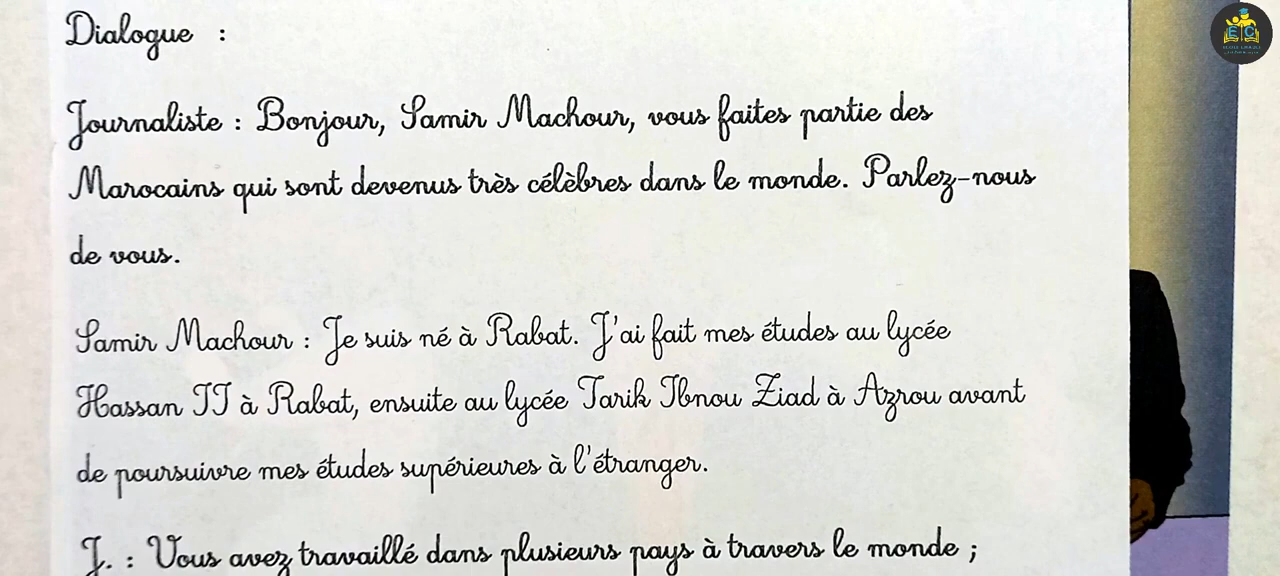 Dialogue :
Journaliste : Bonjour, Samir Machour, vous faites partie des
Marocains qui sont devenus très célèbres dans le monde. Parlez-nous
de vous.
Samir Machour : Je suis né à Rabat. J'ai fait mes études au lycée
Hassan II à Rabat, ensuite au lycée Tarik Ibnou Ziad à Azrou avant
de poursuivre mes études supérieures à l'étranger.
J. : Vous avez travaillé dans plusieurs pays à travers le monde ;
EC